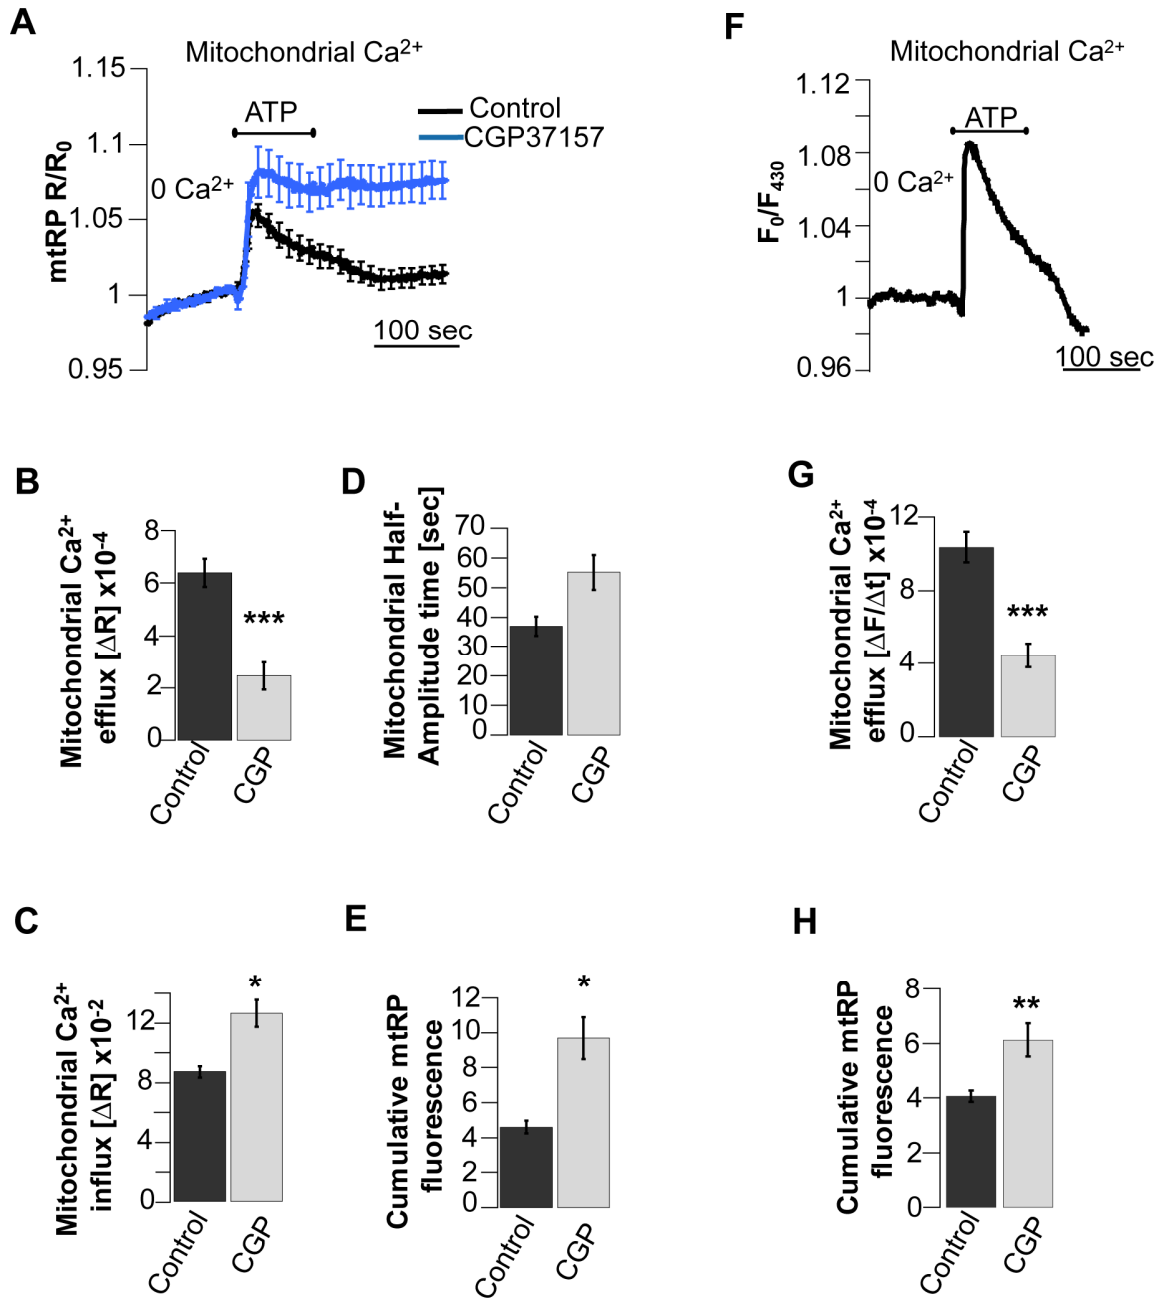 A
Mitochondrial Ca2+
1.15
1.1
1.05
1
0.95
mtRP R/R0
ATP
0 Ca2+
Control
CGP37157
100 sec
F
Mitochondrial Ca2+
1.12
1.08
1.04
1
0.96
F0/F430
ATP
0 Ca2+
100 sec
B
Mitochondrial Ca2+
efflux [ΔR] x10-4
8
6
4
2
0
***
Control
CGP
D
Mitochondrial Half-
Amplitude time [sec]
70
60
50
40
30
20
10
0
Control
CGP
G
Mitochondrial Ca2+
efflux [ΔF/Δt] x10-4
12
8
4
0
***
Control
CGP
C
Mitochondrial Ca2+
influx [ΔR] x10-2
12
8
4
0
*
Control
CGP
E
Cumulative mtRP
fluorescence
12
10
8
6
4
2
0
*
Control
CGP
H
Cumulative mtRP
fluorescence
8
6
4
2
0
**
Control
CGP